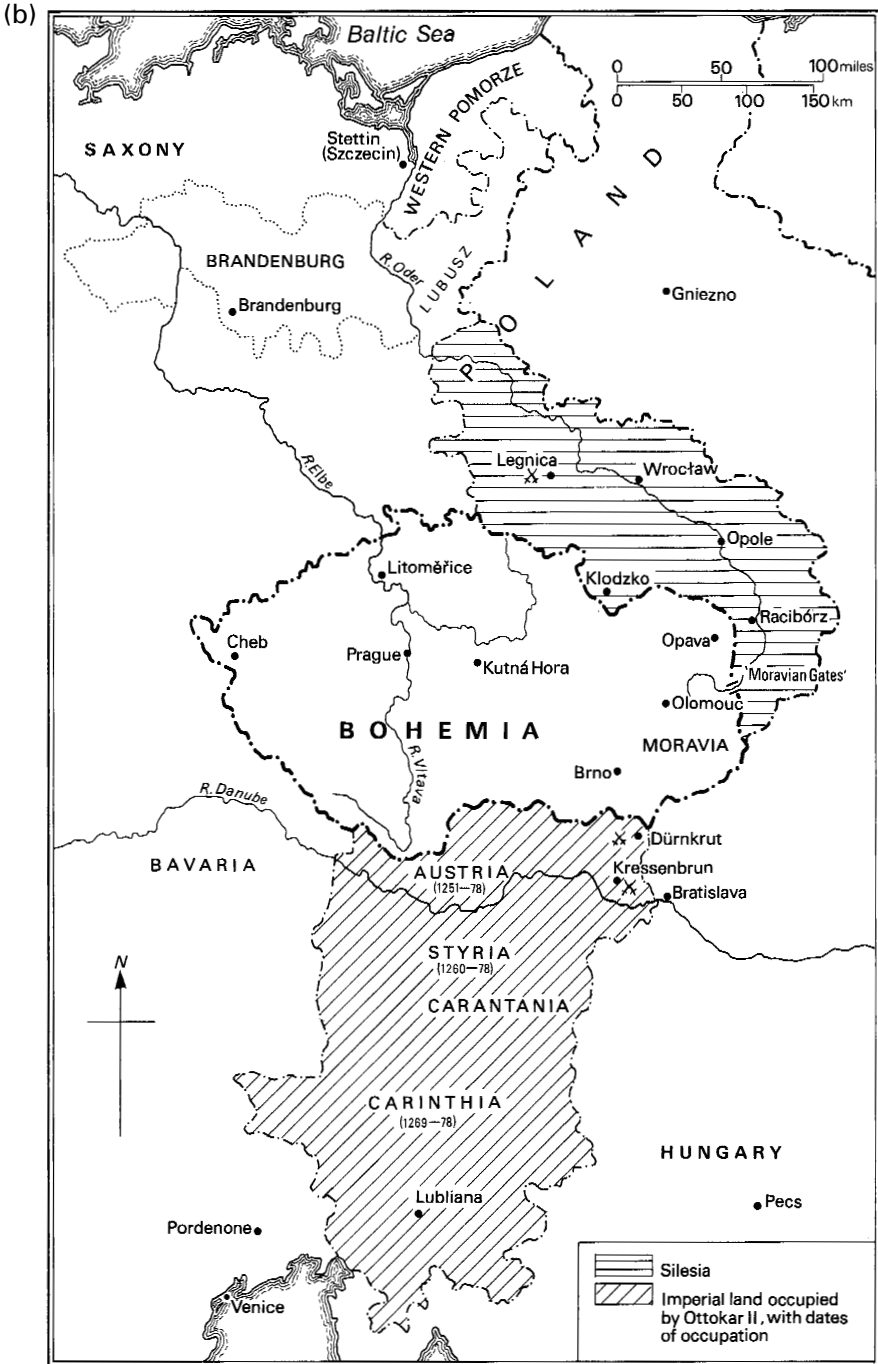 (b)
Baltic Sea
0 50 100 miles
0 50 100 150 km
WESTERN POMORZE
SAXONY
Stettin
(Szczecin)
POLAND
BRANDENBURG
R. Oder
LUBUSZ
Brandenburg
Gniezno
R. Elbe
Legnica
Wrocław
Opole
Litoměřice
Klodzko
Racibórz
Cheb
Prague
Kutná Hora
Opava
Moravian Gates'
Olomouc
BOHEMIA
MORAVIA
R. Vltava
Brno
R. Danube
Dürnkrut
BAVARIA
AUSTRIA
(1251–78)
Kressenbrun
Bratislava
STYRIA
(1260–78)
N
CARANTANIA
CARINTHIA
(1269–78)
HUNGARY
Lubliana
Pecs
Pordenone
Venice
Silesia
Imperial land occupied
by Ottokar II, with dates
of occupation